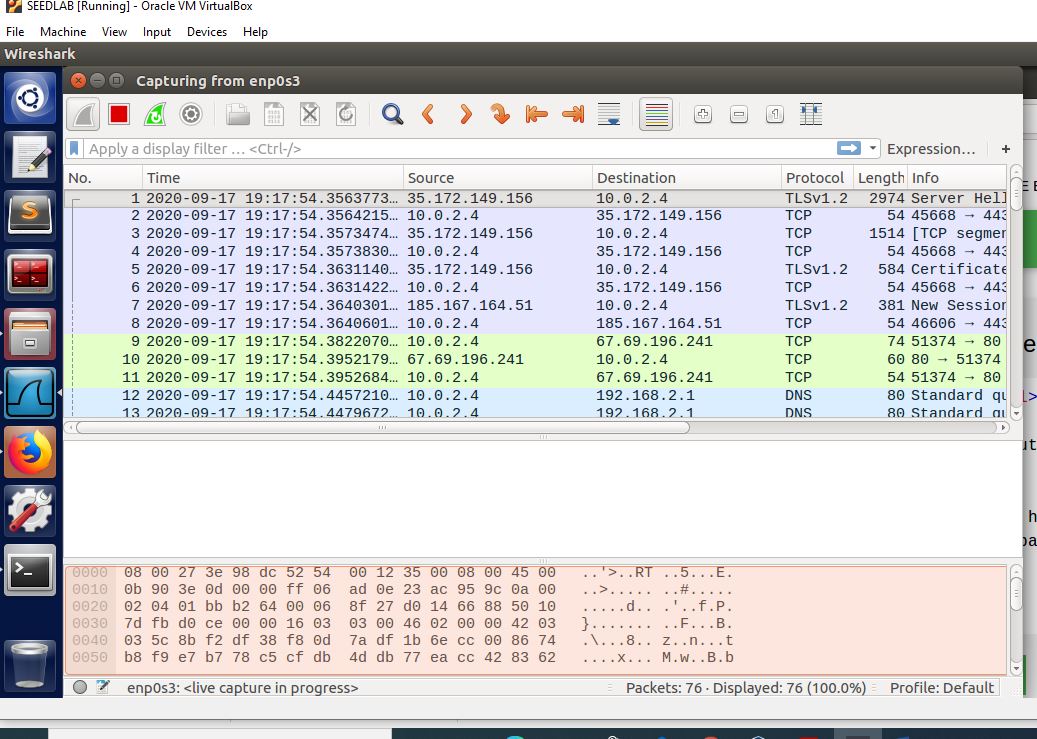 SEEDLAB [Running] - Oracle VM VirtualBox
File Machine View Input Devices Help
Wireshark
Capturing from enp0s3
Apply a display filter … <Ctrl-/> Expression… +
No. Time Source Destination Protocol Length Info
1 2020-09-17 19:17:54.3563773… 35.172.149.156 10.0.2.4 TLSv1.2 2974 Server Hell
2 2020-09-17 19:17:54.3564215… 10.0.2.4 35.172.149.156 TCP 54 45668 → 443
3 2020-09-17 19:17:54.3573474… 35.172.149.156 10.0.2.4 TCP 1514 [TCP segmen
4 2020-09-17 19:17:54.3573830… 10.0.2.4 35.172.149.156 TCP 54 45668 → 443
5 2020-09-17 19:17:54.3631140… 35.172.149.156 10.0.2.4 TLSv1.2 584 Certificate
6 2020-09-17 19:17:54.3631422… 10.0.2.4 35.172.149.156 TCP 54 45668 → 443
7 2020-09-17 19:17:54.3640301… 185.167.164.51 10.0.2.4 TLSv1.2 381 New Session
8 2020-09-17 19:17:54.3640601… 10.0.2.4 185.167.164.51 TCP 54 46606 → 443
9 2020-09-17 19:17:54.3822070… 10.0.2.4 67.69.196.241 TCP 74 51374 → 80
10 2020-09-17 19:17:54.3952179… 67.69.196.241 10.0.2.4 TCP 60 80 → 51374
11 2020-09-17 19:17:54.3952684… 10.0.2.4 67.69.196.241 TCP 54 51374 → 80
12 2020-09-17 19:17:54.4457210… 10.0.2.4 192.168.2.1 DNS 80 Standard qu
13 2020-09-17 19:17:54.4479672… 10.0.2.4 192.168.2.1 DNS 80 Standard qu
0000 08 00 27 3e 98 dc 52 54 00 12 35 00 08 00 45 00 ..'>..RT ..5...E.
0010 0b 90 3e 0d 00 00 ff 06 ad 0e 23 ac 95 9c 0a 00 ..>..... ..#.....
0020 02 04 01 bb b2 64 00 06 8f 27 d0 14 66 88 50 10 .....d.. .'..f.P.
0030 7d fb d0 ce 00 00 16 03 03 00 46 02 00 00 42 03 }....... ..F...B.
0040 03 5c 8b f2 df 38 f8 0d 7a df 1b 6e cc 00 86 74 .\...8.. z..n...t
0050 b8 f9 e7 b7 78 c5 cf db 4d db 77 ea cc 42 83 62 ....x... M.w..B.b
enp0s3: <live capture in progress> Packets: 76 · Displayed: 76 (100.0%) Profile: Default